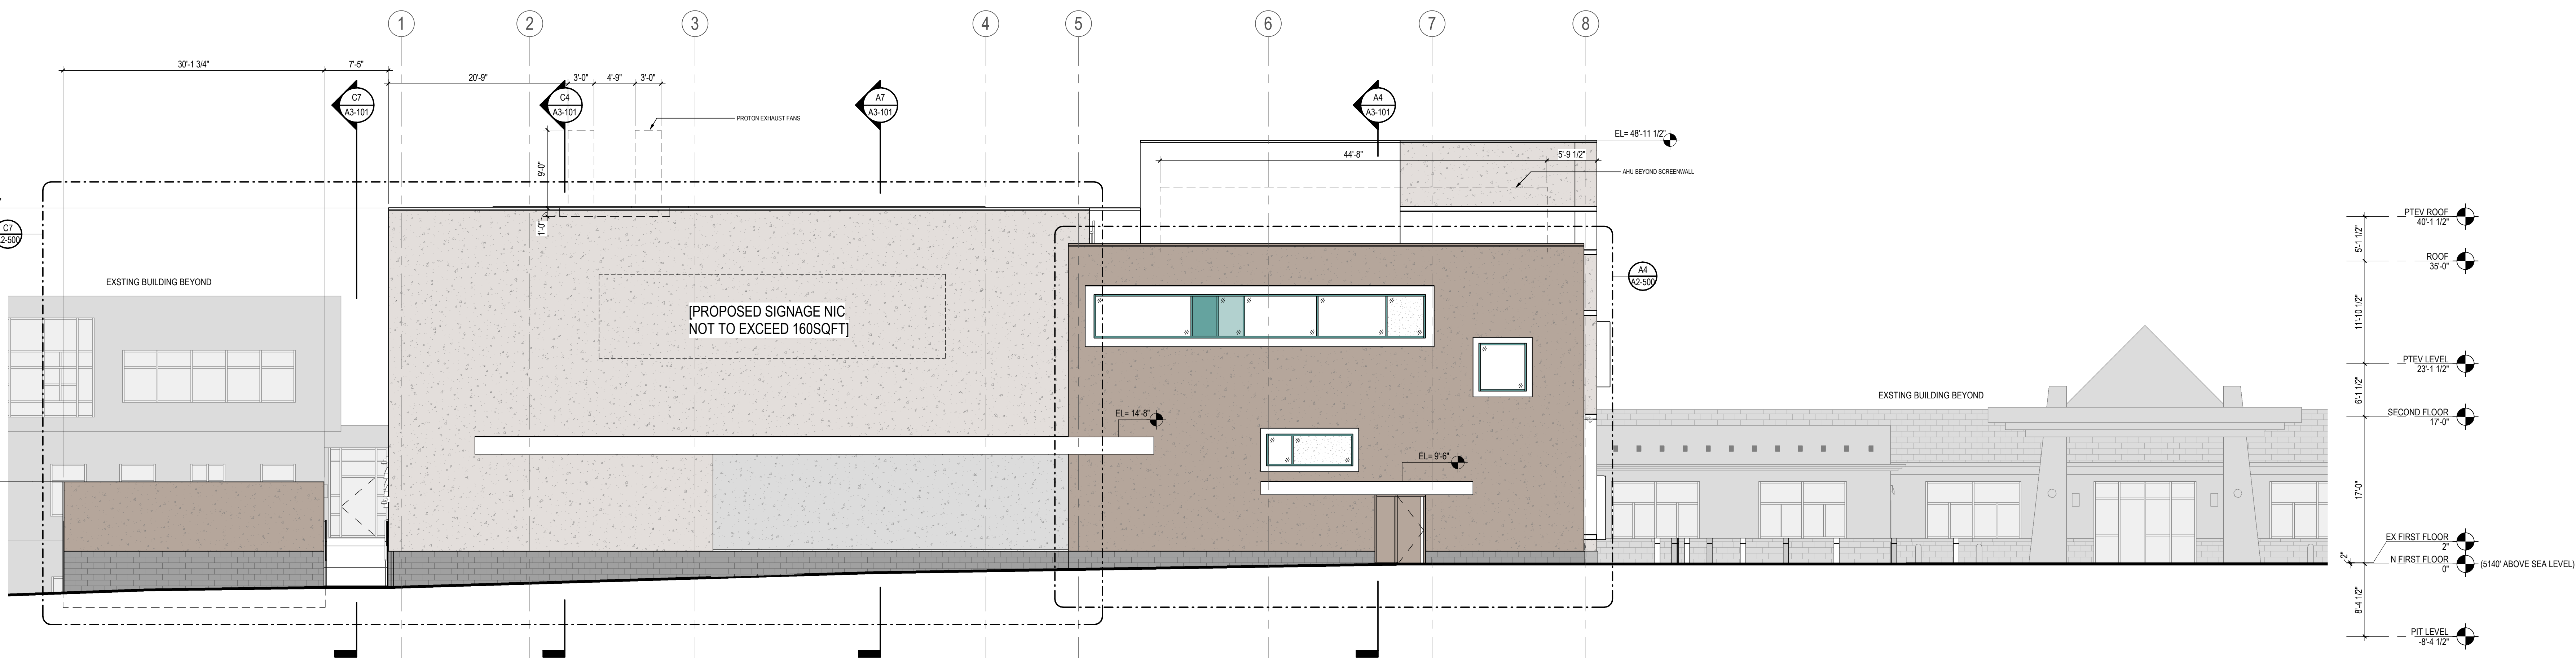 1
2
3
4
5
6
7
8
30'-1 3/4"
7'-5"
20'-9"
3'-0"
4'-9"
3'-0"
C7
A3-101
C4
A3-101
A7
A3-101
A4
A3-101
PROTON EXHAUST FANS
EL= 48'-11 1/2"
44'-8"
5'-9 1/2"
9'-0"
AHU BEYOND SCREENWALL
1'-0"
C7
A2-500
PTEV ROOF
40'-1 1/2"
5'-1 1/2"
ROOF
35'-0"
A4
A2-500
EXSTING BUILDING BEYOND
[PROPOSED SIGNAGE NIC
NOT TO EXCEED 160SQFT]
11'-10 1/2"
PTEV LEVEL
23'-1 1/2"
6'-1 1/2"
EXSTING BUILDING BEYOND
EL= 14'-8"
SECOND FLOOR
17'-0"
EL= 9'-6"
17'-0"
EX FIRST FLOOR
2"
2"
N FIRST FLOOR
0"
(5140' ABOVE SEA LEVEL)
8'-4 1/2"
PIT LEVEL
-8'-4 1/2"